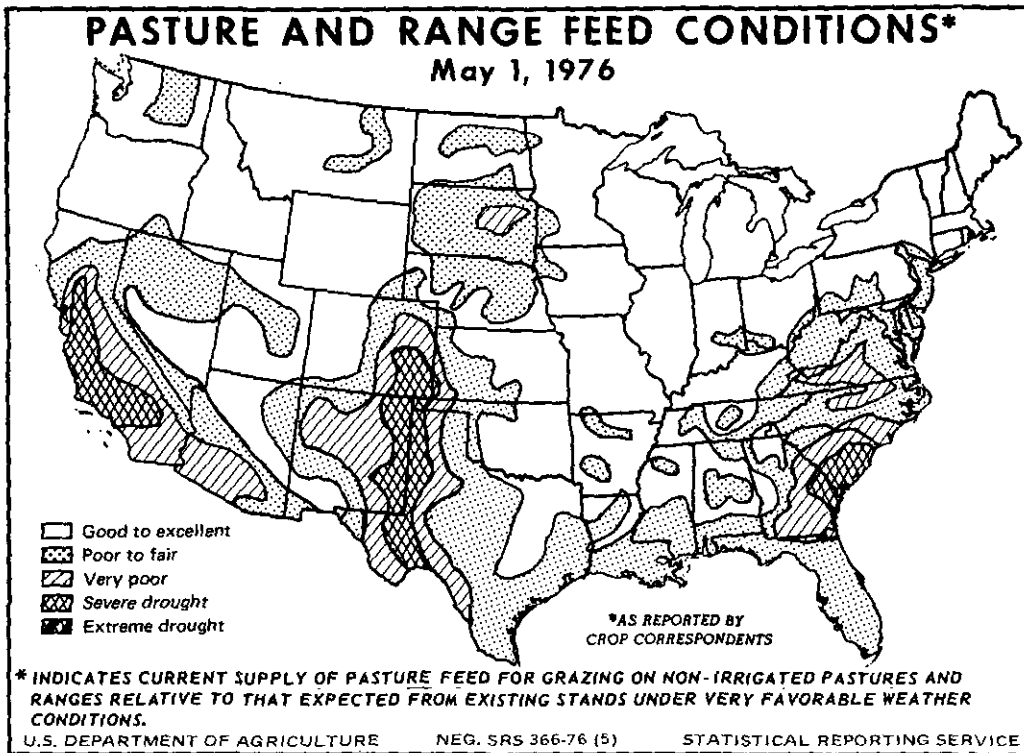 PASTURE AND RANGE FEED CONDITIONS*
May 1, 1976
Good to excellent
Poor to fair
Very poor
Severe drought
Extreme drought
*AS REPORTED BY
CROP CORRESPONDENTS
* INDICATES CURRENT SUPPLY OF PASTURE FEED FOR GRAZING ON NON-IRRIGATED PASTURES AND
RANGES RELATIVE TO THAT EXPECTED FROM EXISTING STANDS UNDER VERY FAVORABLE WEATHER
CONDITIONS.
U.S. DEPARTMENT OF AGRICULTURE NEG. SRS 366-76 (5) STATISTICAL REPORTING SERVICE